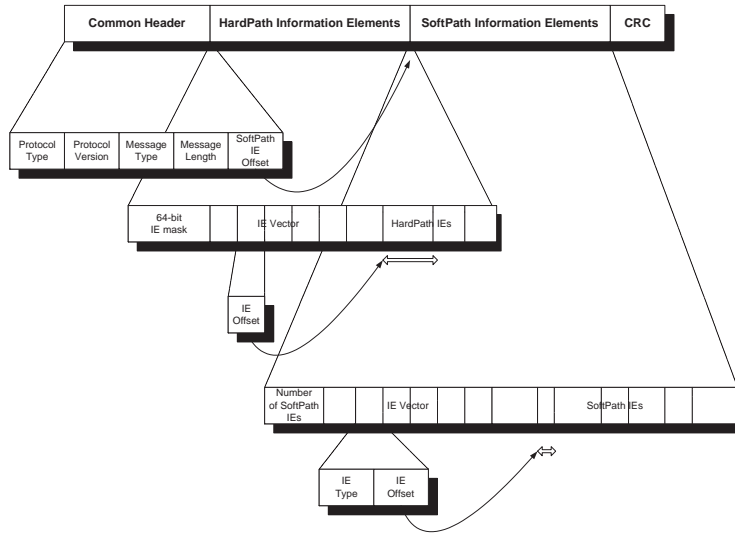 Common Header HardPath Information Elements SoftPath Information Elements CRC
Protocol Type
Protocol Version
Message Type
Message Length
SoftPath IE Offset
64-bit IE mask
IE Vector
HardPath IEs
IE Offset
Number of SoftPath IEs
IE Vector
SoftPath IEs
IE Type
IE Offset